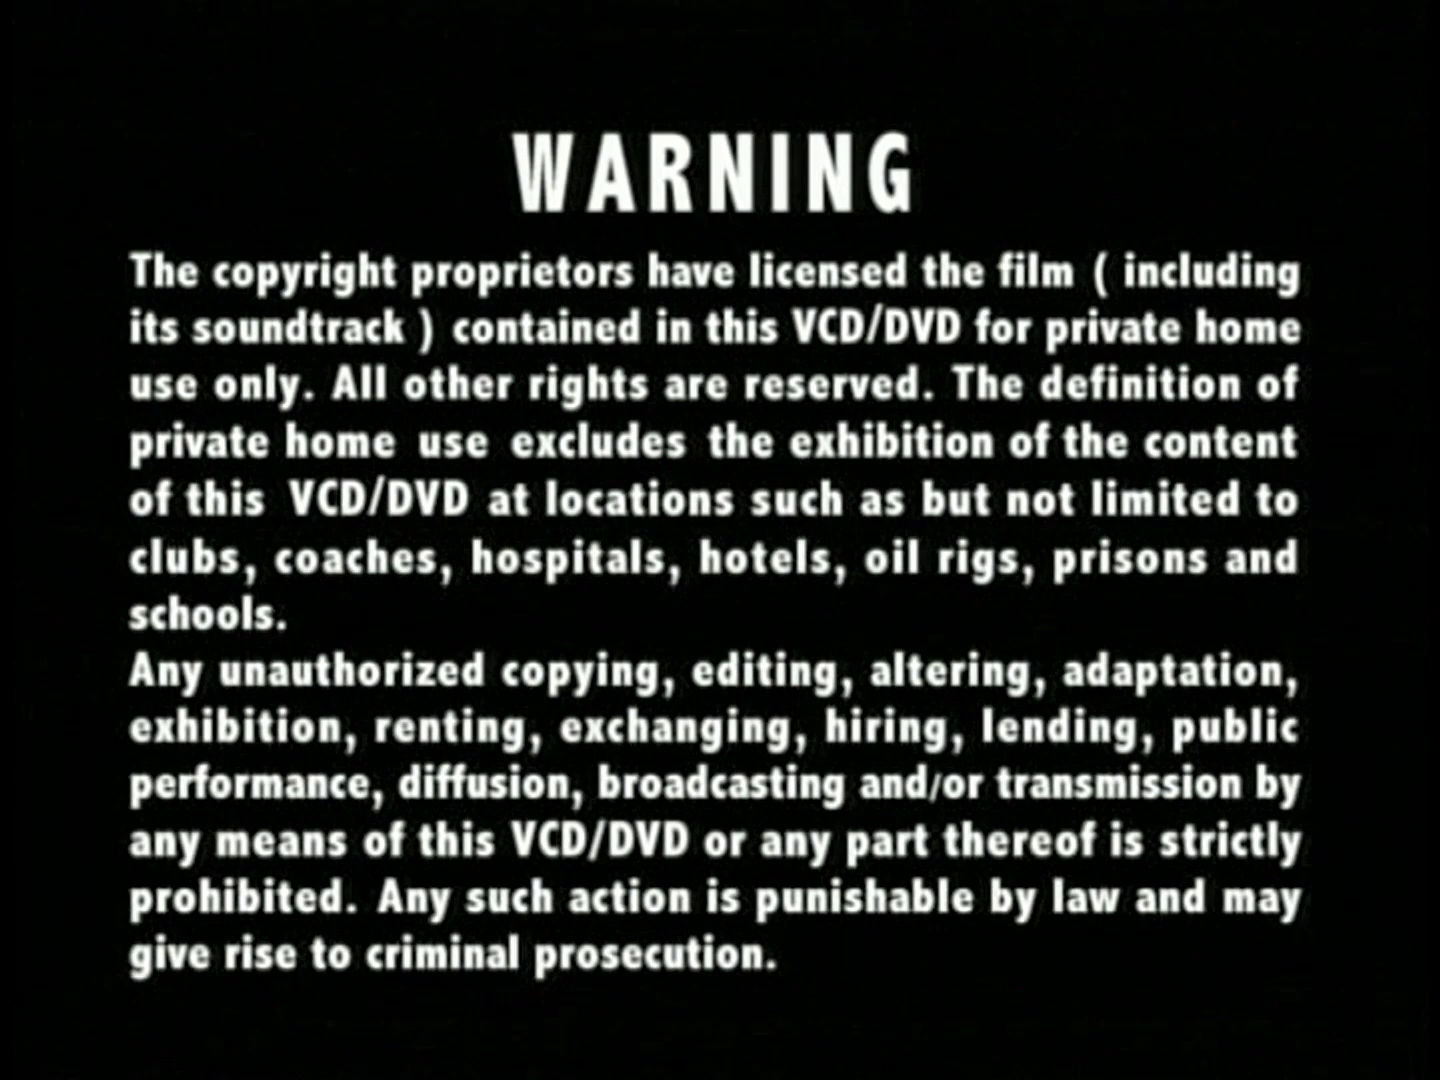 WARNING
The copyright proprietors have licensed the film ( including
its soundtrack ) contained in this VCD/DVD for private home
use only. All other rights are reserved. The definition of
private home use excludes the exhibition of the content
of this VCD/DVD at locations such as but not limited to
clubs, coaches, hospitals, hotels, oil rigs, prisons and
schools.
Any unauthorized copying, editing, altering, adaptation,
exhibition, renting, exchanging, hiring, lending, public
performance, diffusion, broadcasting and/or transmission by
any means of this VCD/DVD or any part thereof is strictly
prohibited. Any such action is punishable by law and may
give rise to criminal prosecution.